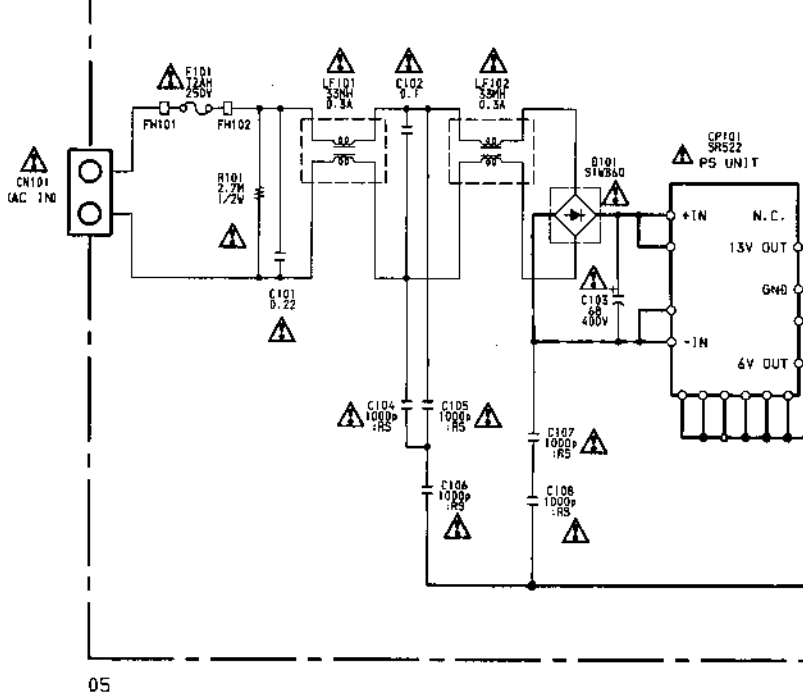 F101
T2AH
250V
FH101
FH102
LF101
33MH
0.3A
C102
0.1
LF102
33MH
0.3A
CN101
(AC IN)
R101
2.7M
1/2W
C101
0.22
D101
S1WB60
C103
68
400V
CP101
SR522
PS UNIT
+IN
N.C.
13V OUT
GND
-IN
6V OUT
C104
1000p
:RS
C105
1000p
:RS
C106
1000p
:RS
C107
1000p
:RS
C108
1000p
:RS
05